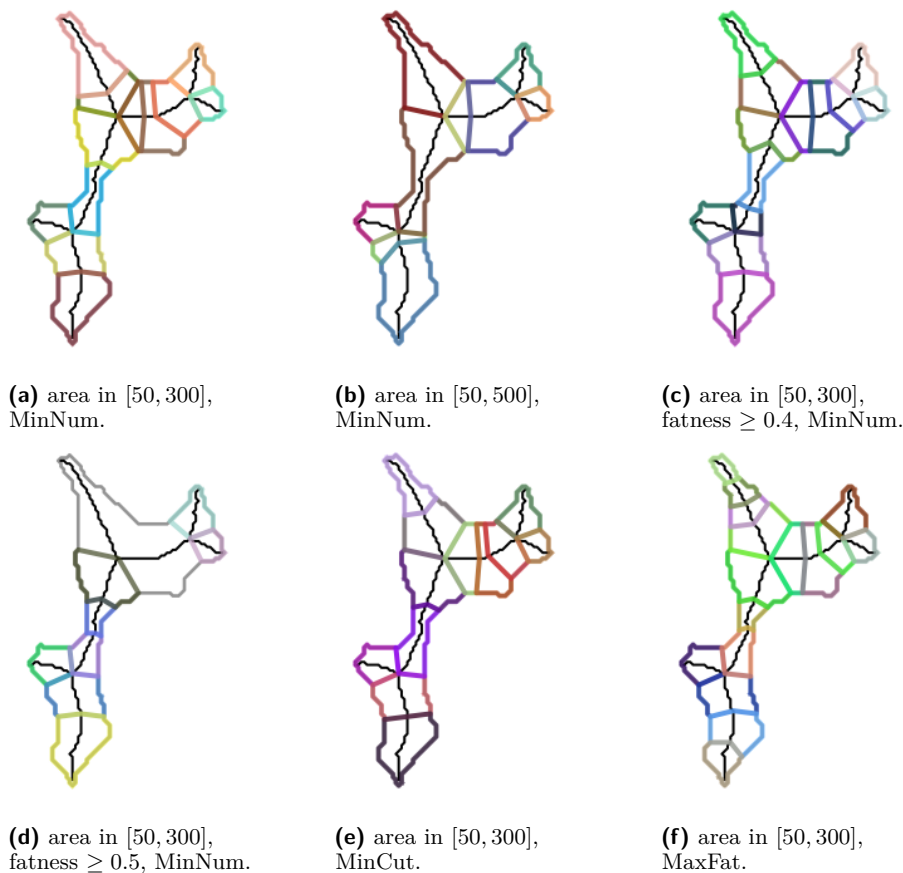 (a) area in [50, 300], MinNum.
(b) area in [50, 500], MinNum.
(c) area in [50, 300], fatness ≥ 0.4, MinNum.
(d) area in [50, 300], fatness ≥ 0.5, MinNum.
(e) area in [50, 300], MinCut.
(f) area in [50, 300], MaxFat.